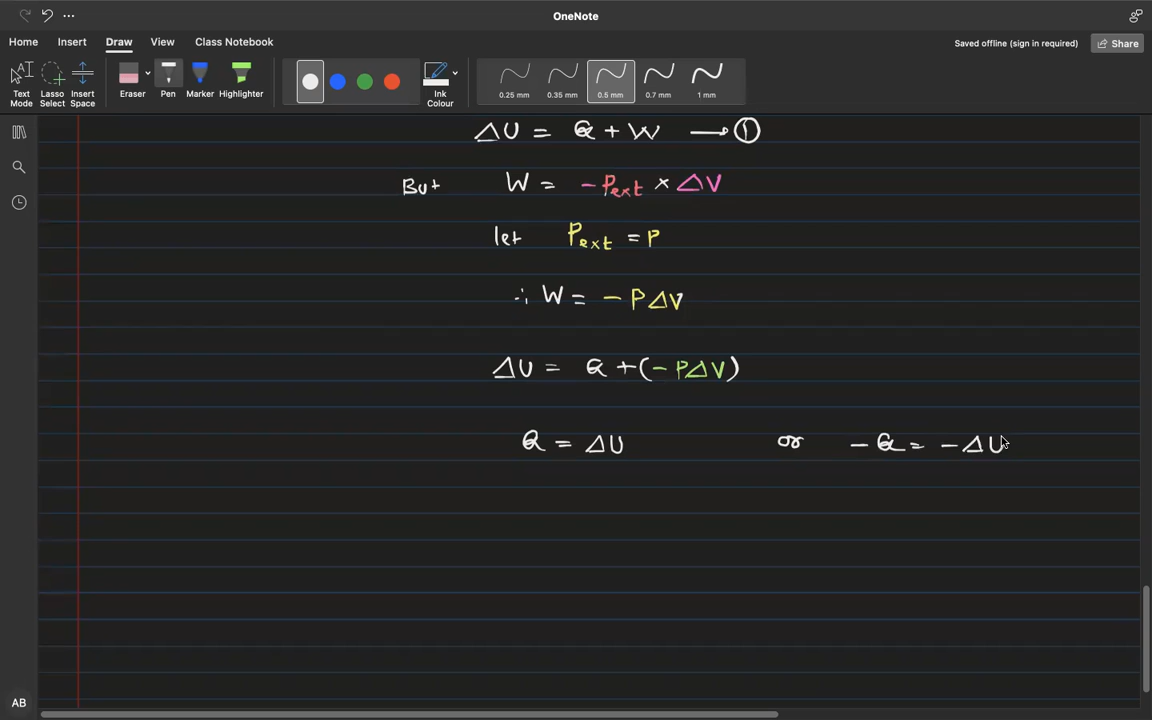 OneNote
Home Insert Draw View Class Notebook Saved offline (sign in required) Share
Text Mode Lasso Select Insert Space Eraser Pen Marker Highlighter Ink Colour 0.25 mm 0.35 mm 0.5 mm 0.7 mm 1 mm
ΔU = Q + W → ①
But W = -Pext × ΔV
let Pext = P
∴ W = - PΔV
ΔU = Q + (- PΔV)
Q = ΔU or - Q = - ΔU
AB